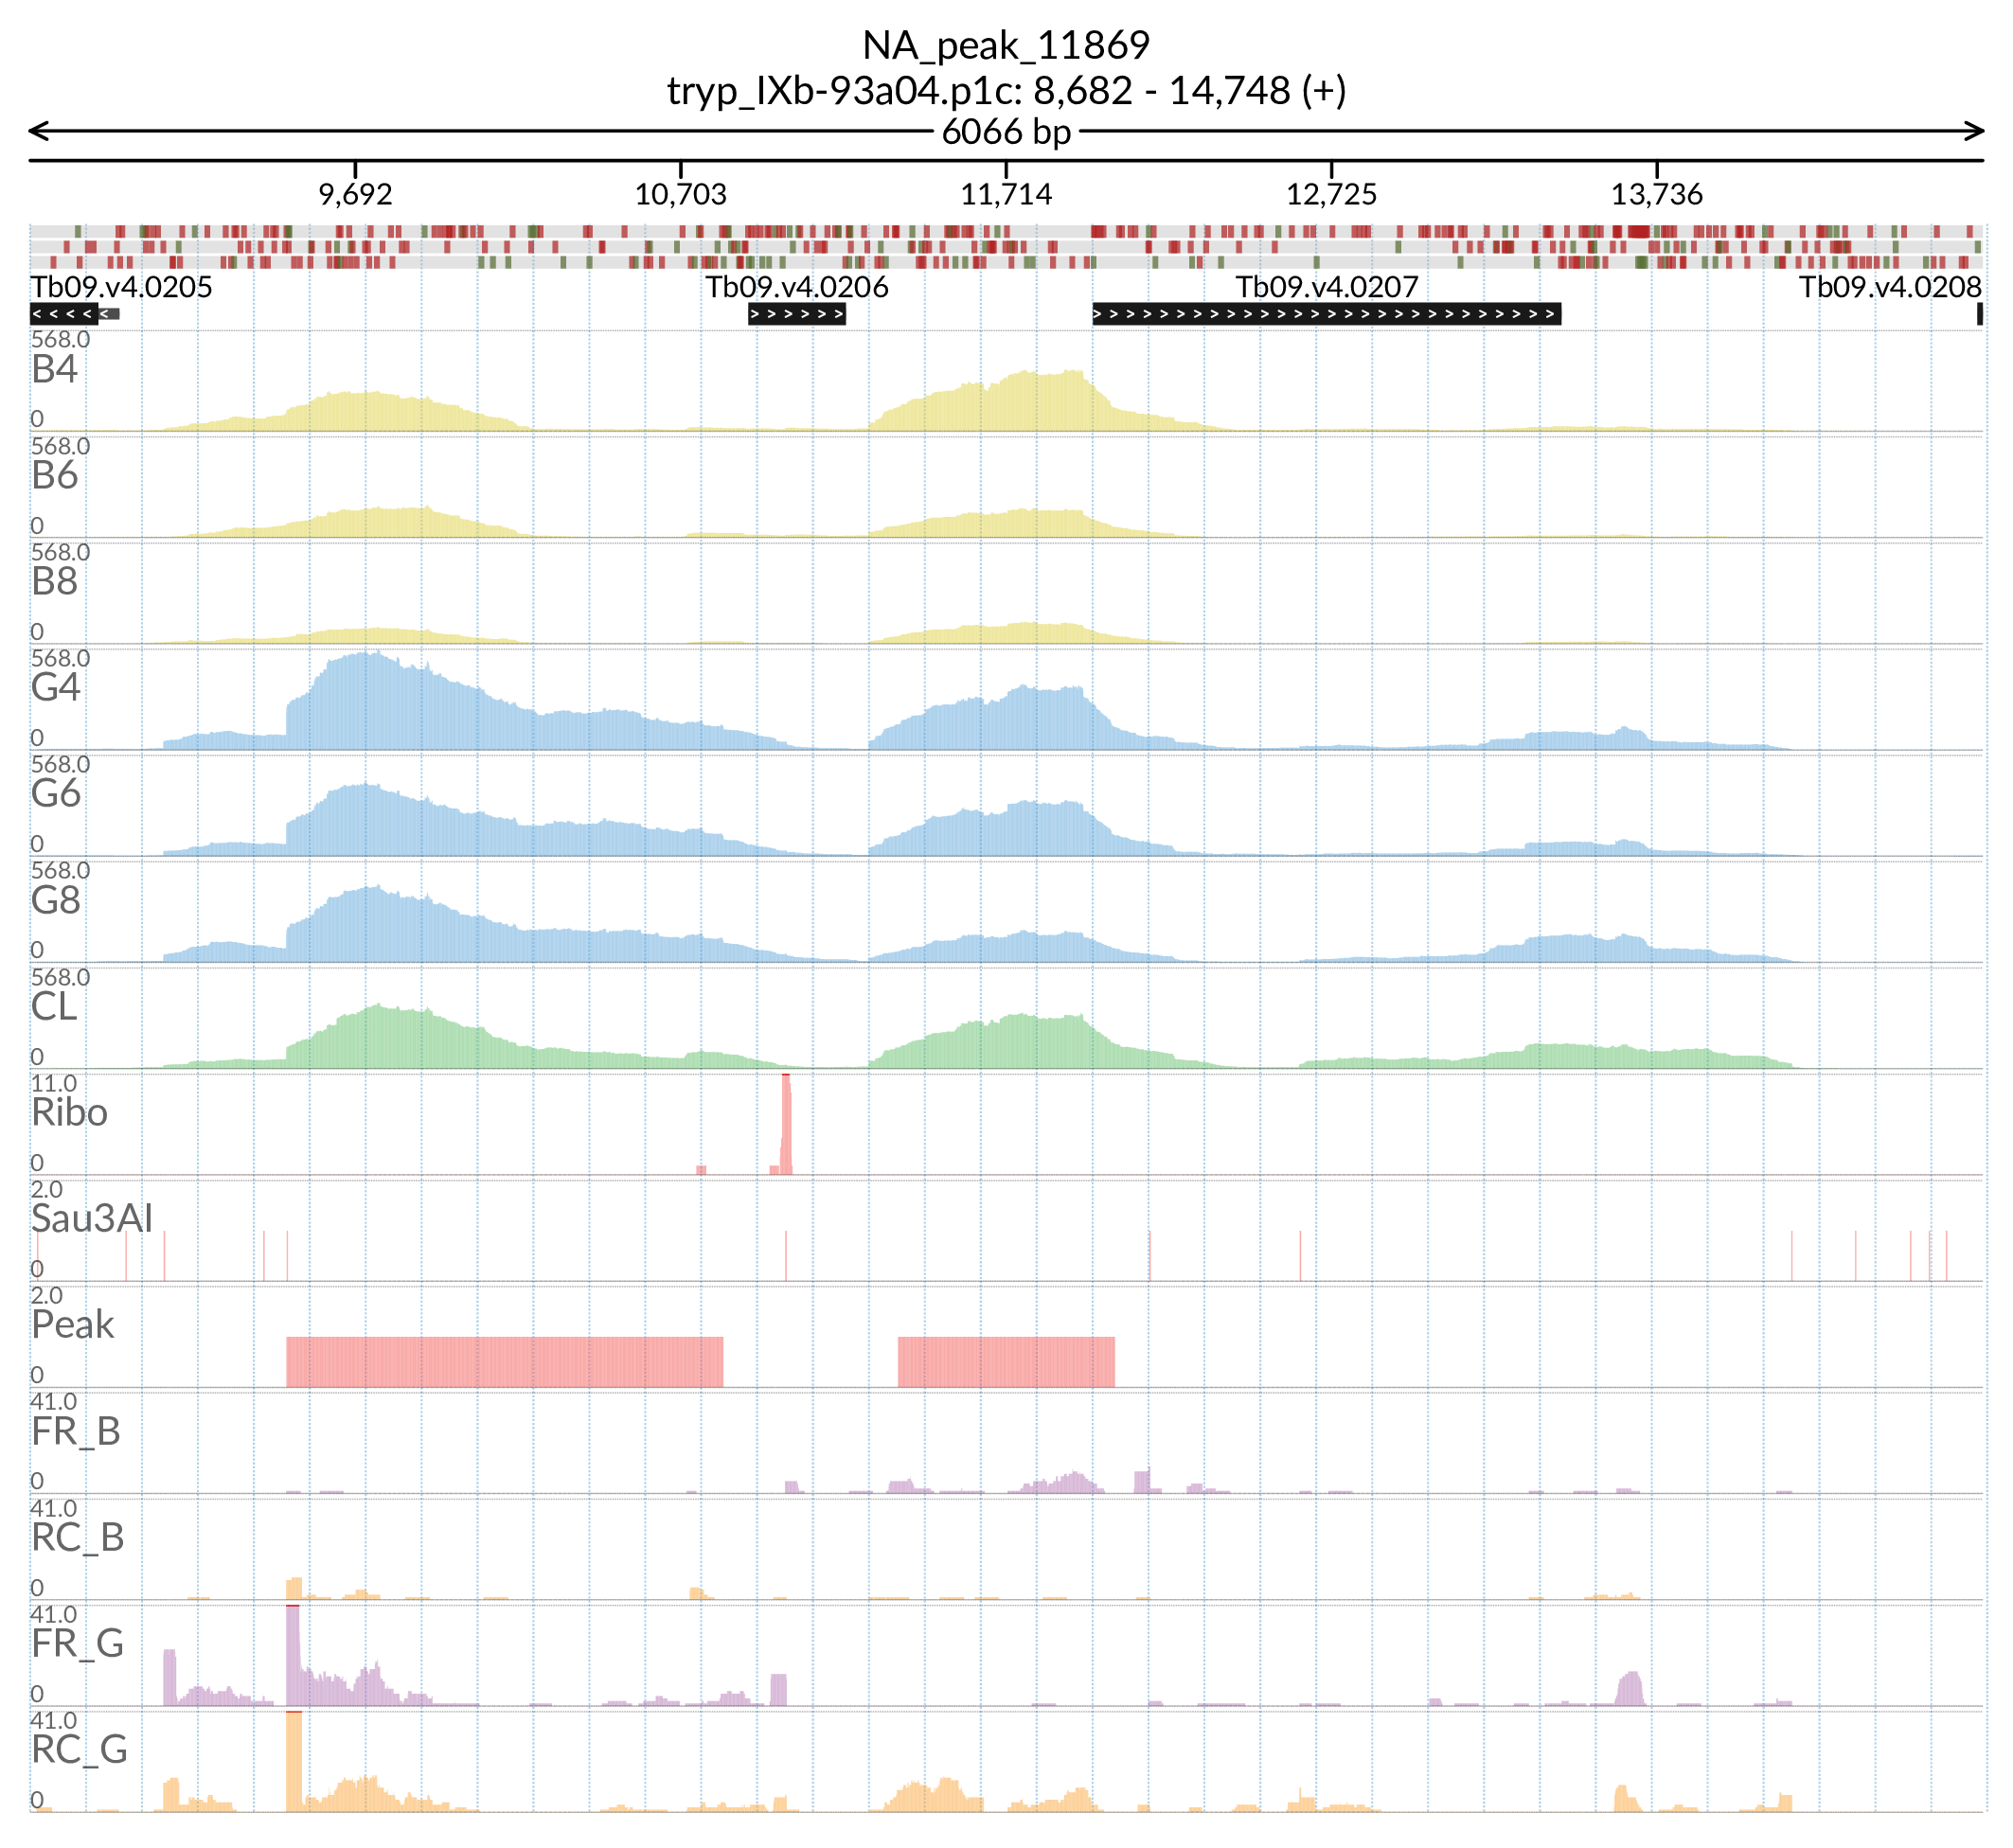 NA_peak_11869
tryp_IXb-93a04.p1c: 8,682 - 14,748 (+)
6066 bp
9,692 10,703 11,714 12,725 13,736
Tb09.v4.0205 Tb09.v4.0206 Tb09.v4.0207 Tb09.v4.0208
568.0
B4
0
568.0
B6
0
568.0
B8
0
568.0
G4
0
568.0
G6
0
568.0
G8
0
568.0
CL
0
11.0
Ribo
0
2.0
Sau3AI
0
2.0
Peak
0
41.0
FR_B
0
41.0
RC_B
0
41.0
FR_G
0
41.0
RC_G
0